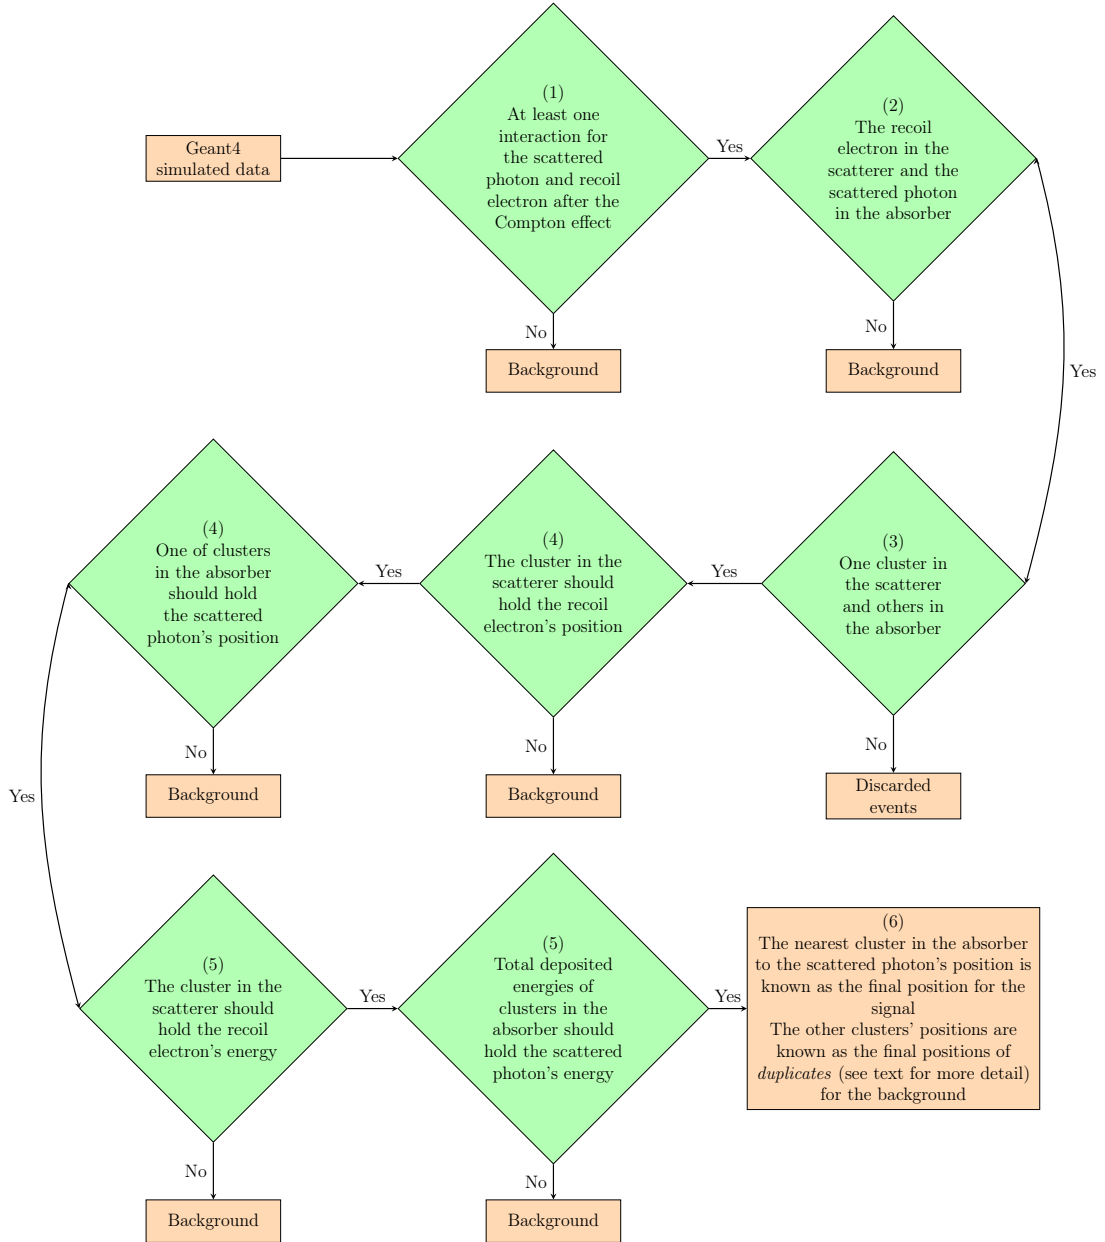 Geant4
simulated data
(1)
At least one
interaction for
the scattered
photon and recoil
electron after the
Compton effect
Yes
(2)
The recoil
electron in the
scatterer and the
scattered photon
in the absorber
No
Background
No
Background
Yes
(3)
One cluster in
the scatterer
and others in
the absorber
Yes
(4)
The cluster in the
scatterer should
hold the recoil
electron's position
Yes
(4)
One of clusters
in the absorber
should hold
the scattered
photon's position
No
Discarded
events
No
Background
No
Background
Yes
(5)
The cluster in the
scatterer should
hold the recoil
electron's energy
Yes
(5)
Total deposited
energies of
clusters in the
absorber should
hold the scattered
photon's energy
Yes
(6)
The nearest cluster in the absorber
to the scattered photon's position is
known as the final position for the
signal
The other clusters' positions are
known as the final positions of
duplicates (see text for more detail)
for the background
No
Background
No
Background